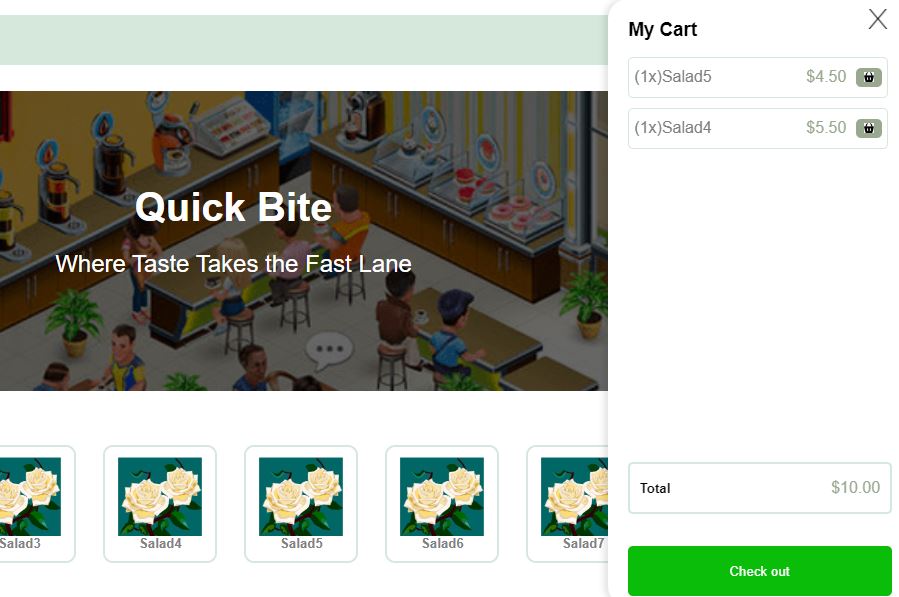 My Cart
X
(1x)Salad5 $4.50
(1x)Salad4 $5.50
Quick Bite
Where Taste Takes the Fast Lane
Total $10.00
Check out
Salad3
Salad4
Salad5
Salad6
Salad7